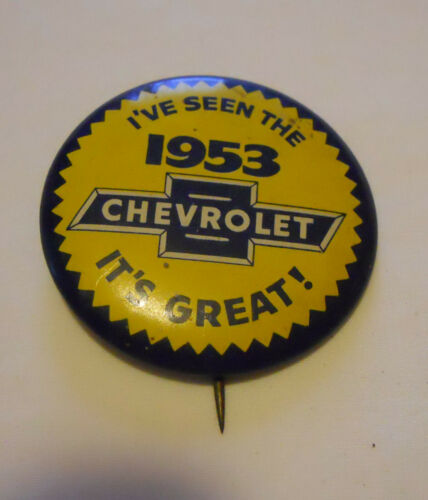 I'VE SEEN THE
1953
CHEVROLET
IT'S GREAT!